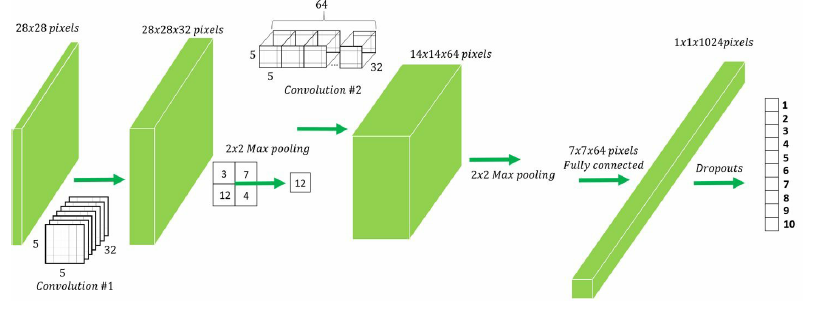 28x28 pixels
5
5
32
Convolution #1
28x28x32 pixels
2x2 Max pooling
3 7
12 4
12
64
5
5
32
Convolution #2
14x14x64 pixels
2x2 Max pooling
7x7x64 pixels
Fully connected
1x1x1024pixels
Dropouts
1
2
3
4
5
6
7
8
9
10